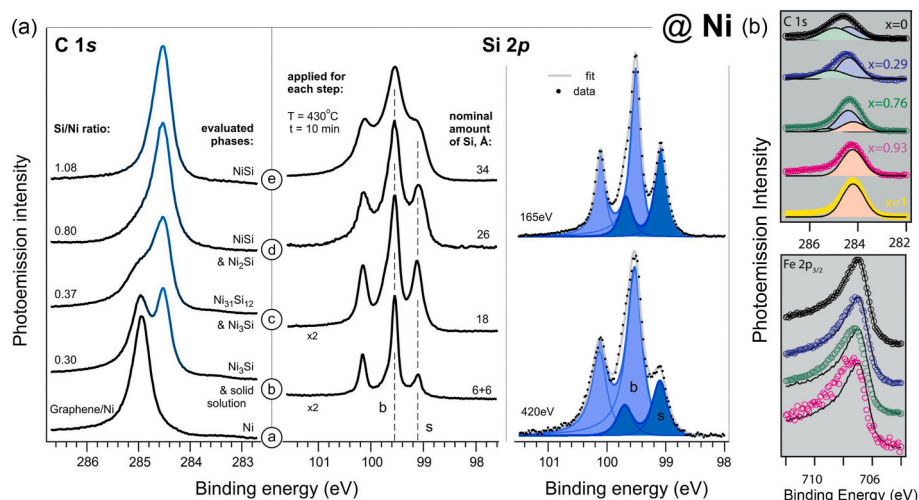 (a)
@ Ni
(b)
C 1s
Si 2p
Photoemission intensity
Si/Ni ratio:
evaluated
phases:
1.08
NiSi
e
0.80
NiSi
& Ni2Si
d
0.37
Ni31Si12
& Ni3Si
c
0.30
Ni3Si
& solid
solution
b
Graphene/Ni
Ni
a
286 285 284 283
Binding energy (eV)
applied for
each step:
T = 430°C
t = 10 min
nominal
amount
of Si, Å:
34
26
18
x2
6+6
x2
b
s
101 100 99
Binding energy (eV)
fit
data
165eV
420eV
b
s
101 100 99 98
Binding energy (eV)
Photoemission Intensity
C 1s
x=0
x=0.29
x=0.76
x=0.93
x=1
286 284 282
Fe 2p3/2
710 706
Binding Energy (eV)